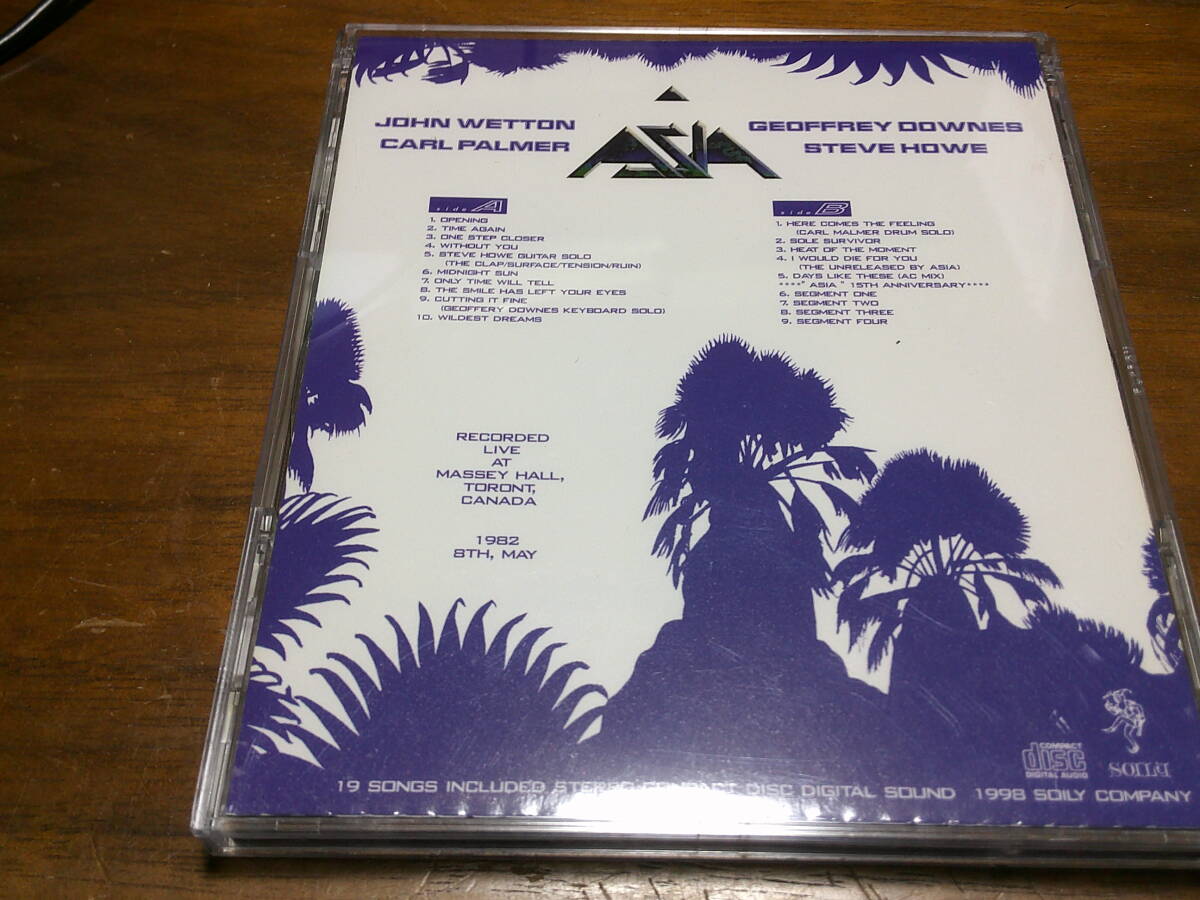 JOHN WETTON
CARL PALMER
ASIA
GEOFFREY DOWNES
STEVE HOWE
side A
1. OPENING
2. TIME AGAIN
3. ONE STEP CLOSER
4. WITHOUT YOU
5. STEVE HOWE GUITAR SOLO
(THE CLAP/SURFACE/TENSION/RUIN)
6. MIDNIGHT SUN
7. ONLY TIME WILL TELL
8. THE SMILE HAS LEFT YOUR EYES
9. CUTTING IT FINE
(GEOFFERY DOWNES KEYBOARD SOLO)
10. WILDEST DREAMS
side B
1. HERE COMES THE FEELING
(CARL MALMER DRUM SOLO)
2. SOLE SURVIVOR
3. HEAT OF THE MOMENT
4. I WOULD DIE FOR YOU
(THE UNRELEASED BY ASIA)
5. DAYS LIKE THESE (AC MIX)
****" ASIA " 15TH ANNIVERSARY****
6. SEGMENT ONE
7. SEGMENT TWO
8. SEGMENT THREE
9. SEGMENT FOUR
RECORDED
LIVE
AT
MASSEY HALL,
TORONT,
CANADA
1982
8TH, MAY
COMPACT
disc
DIGITAL AUDIO
19 SONGS INCLUDED STEREO COMPACT DISC DIGITAL SOUND 1998 SOILY COMPANY